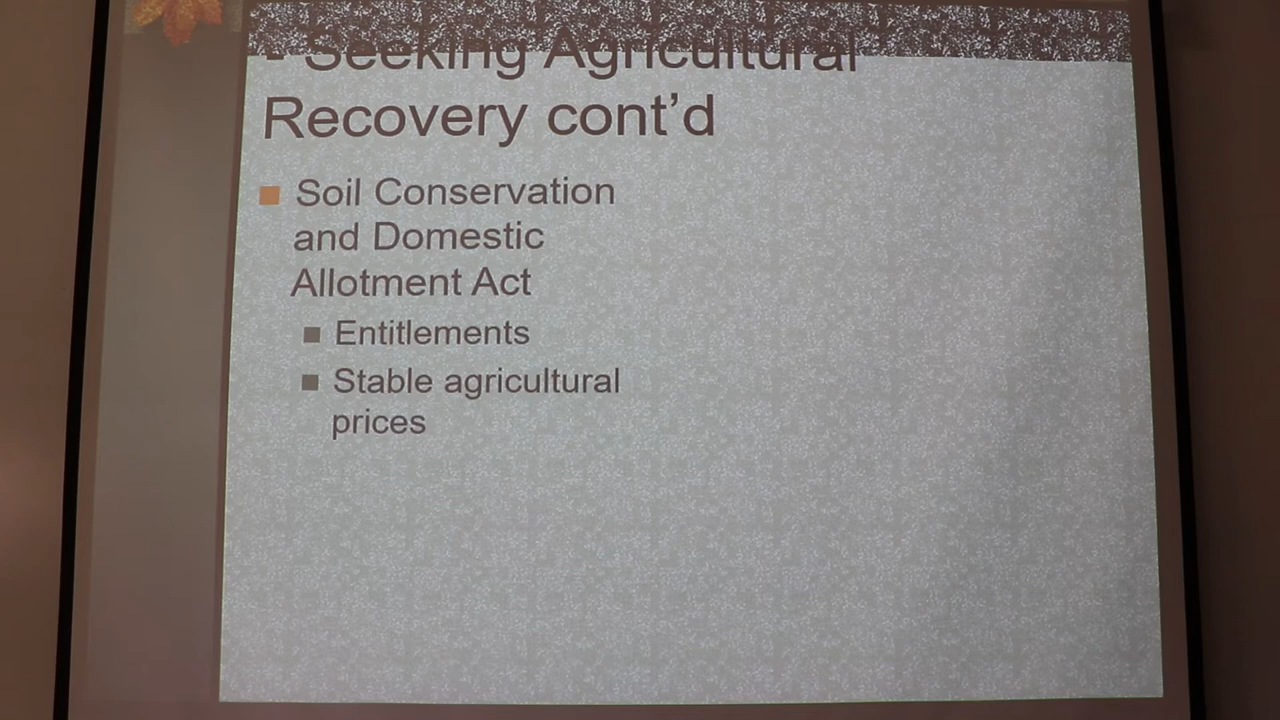 - Seeking Agricultural
Recovery cont’d
Soil Conservation
and Domestic
Allotment Act
Entitlements
Stable agricultural
prices